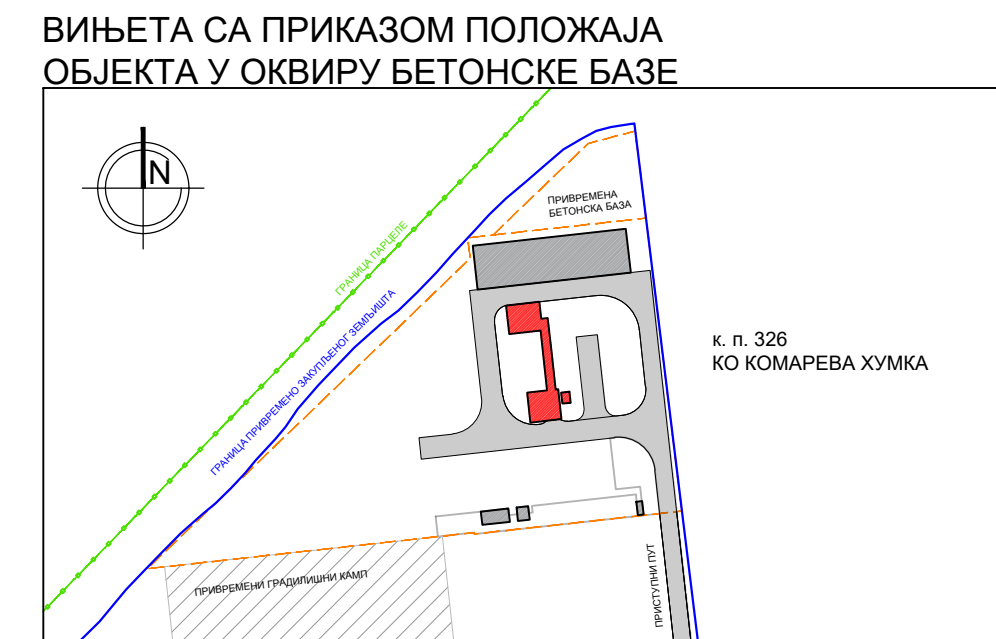 ВИЊЕТА СА ПРИКАЗОМ ПОЛОЖАЈА
ОБЈЕКТА У ОКВИРУ БЕТОНСКЕ БАЗЕ
N
ПРИВРЕМЕНА
БЕТОНСКА БАЗА
ГРАНИЦА ПАРЦЕЛЕ
ГРАНИЦА ПРИВРЕМЕНО ЗАКУПЉЕНОГ ЗЕМЉИШТА
к. п. 326
КО КОМАРЕВА ХУМКА
ПРИВРЕМЕНИ ГРАДИЛИШНИ КАМП
ПРИСТУПНИ ПУТ